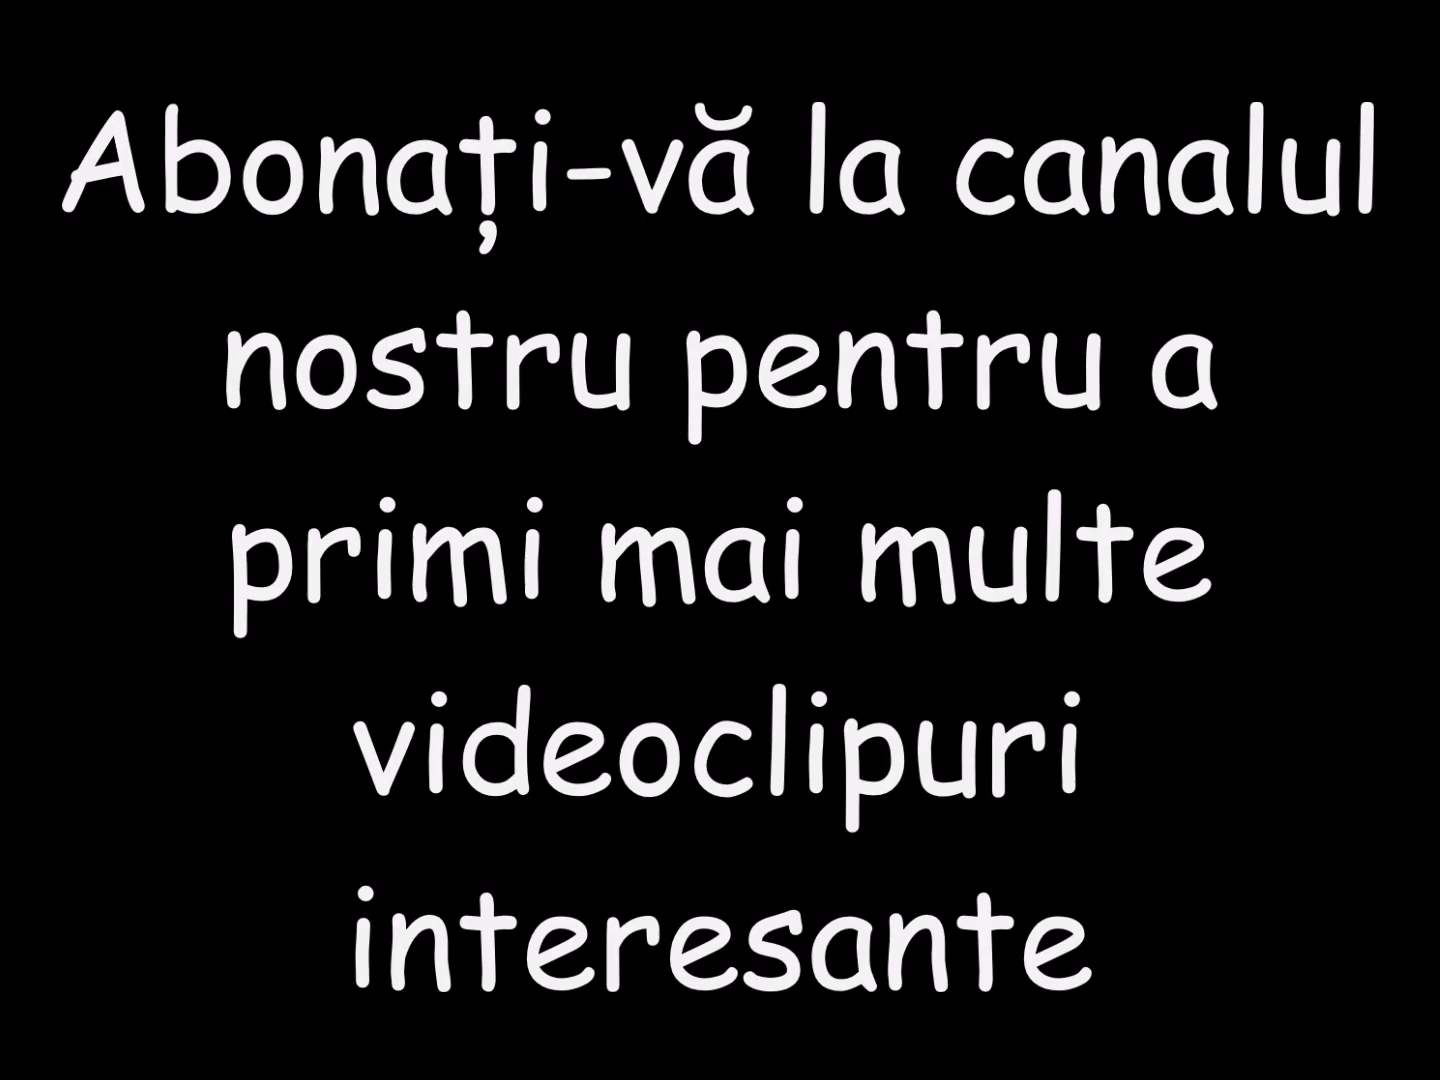 Abonați-vă la canalul
nostru pentru a
primi mai multe
videoclipuri
interesante